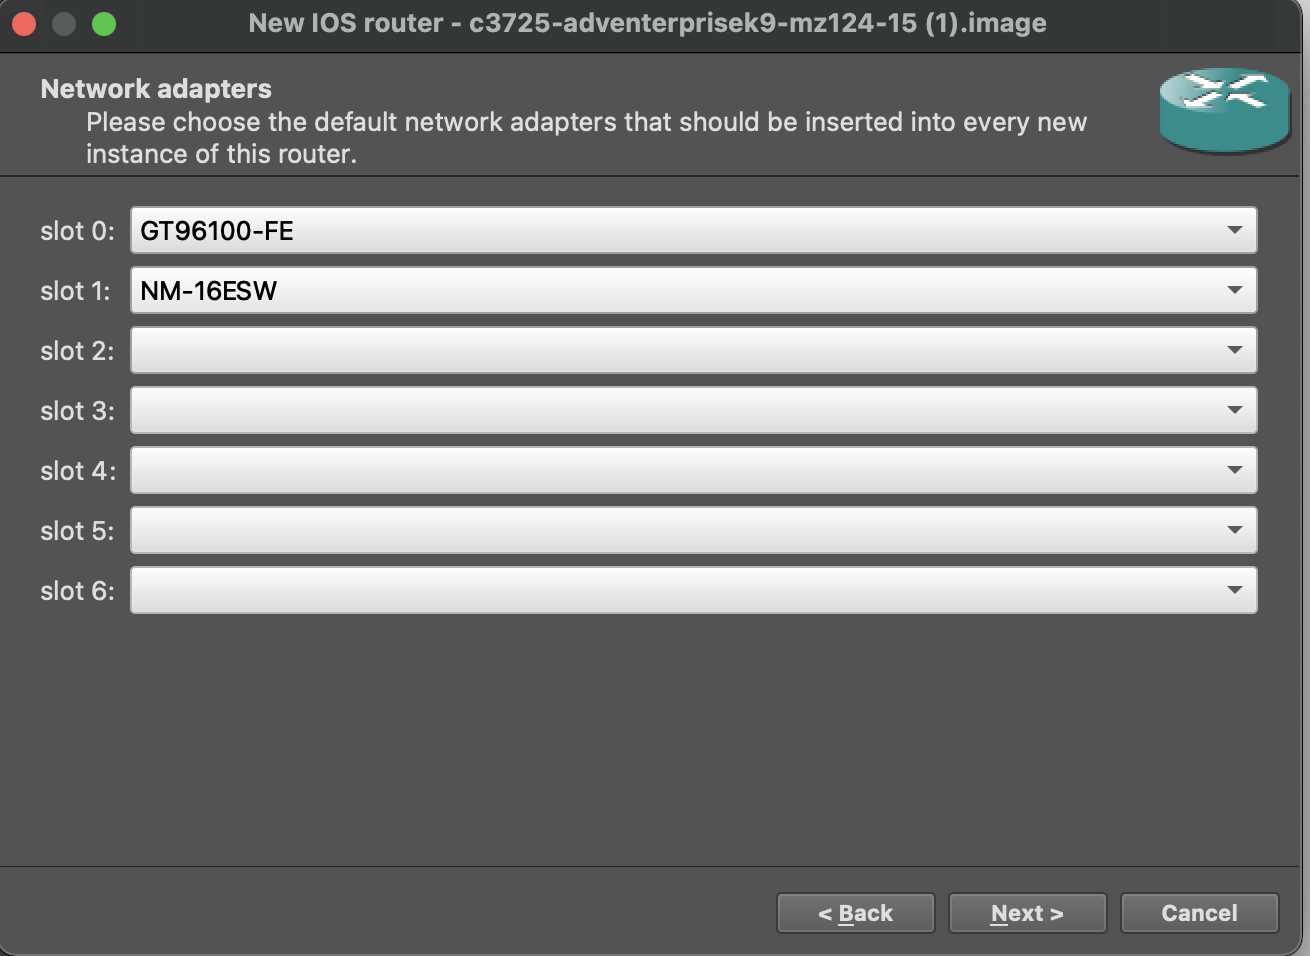 New IOS router - c3725-adventerprisek9-mz124-15 (1).image
Network adapters
Please choose the default network adapters that should be inserted into every new
instance of this router.
slot 0: GT96100-FE
slot 1: NM-16ESW
slot 2:
slot 3:
slot 4:
slot 5:
slot 6:
< Back Next > Cancel